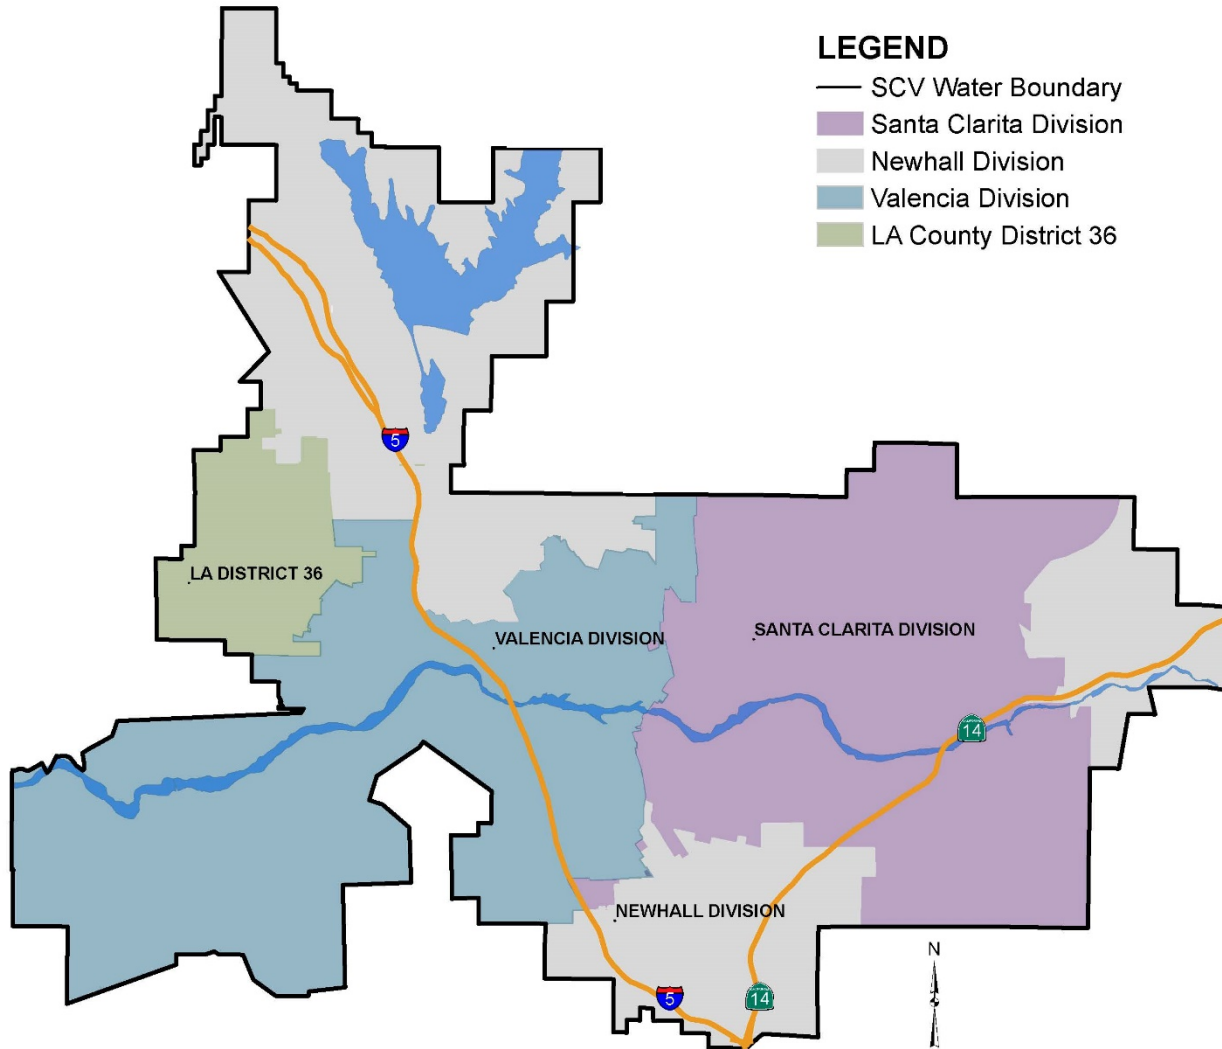 LEGEND
SCV Water Boundary
Santa Clarita Division
Newhall Division
Valencia Division
LA County District 36
5
LA DISTRICT 36
VALENCIA DIVISION
SANTA CLARITA DIVISION
14
NEWHALL DIVISION
N
5
14